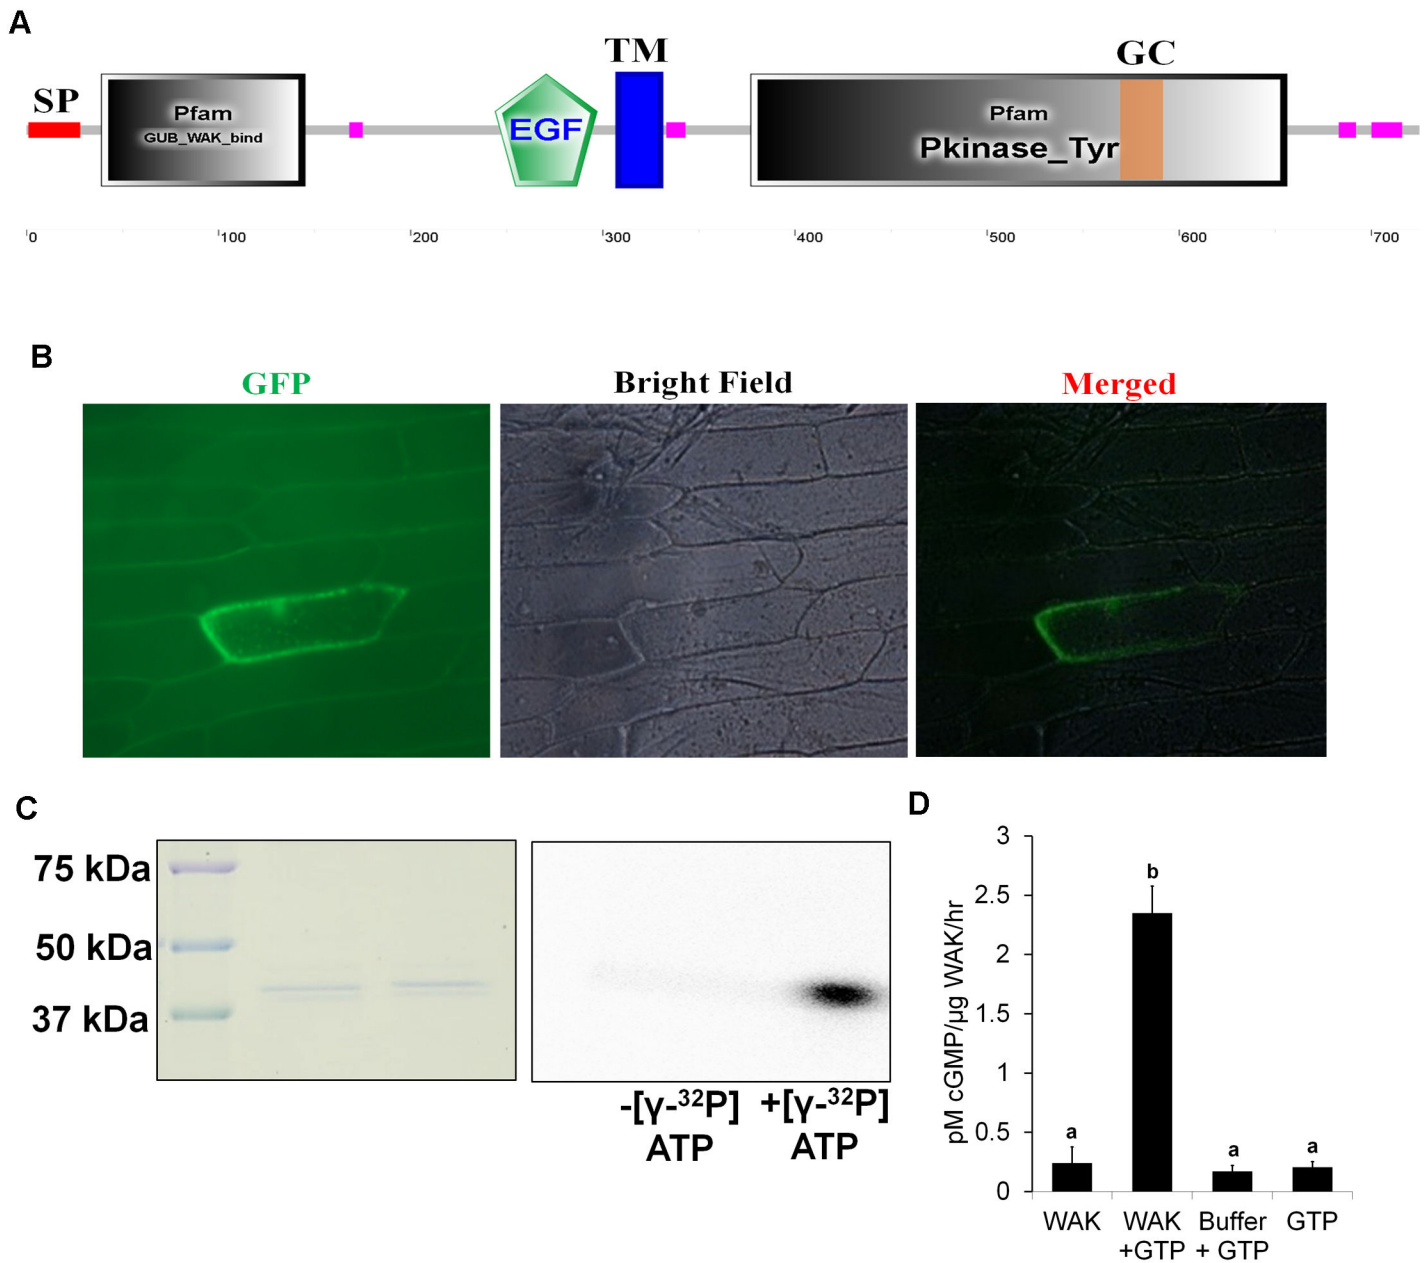 A
SP
Pfam
GUB_WAK_bind
EGF
TM
GC
Pfam
Pkinase_Tyr
0 100 200 300 400 500 600 700
B
GFP
Bright Field
Merged
C
75 kDa
50 kDa
37 kDa
-[γ-³²P] +[γ-³²P]
ATP ATP
D
pM cGMP/µg WAK/hr
3
2.5
2
1.5
1
0.5
0
a
b
a
a
WAK WAK Buffer GTP
+GTP + GTP